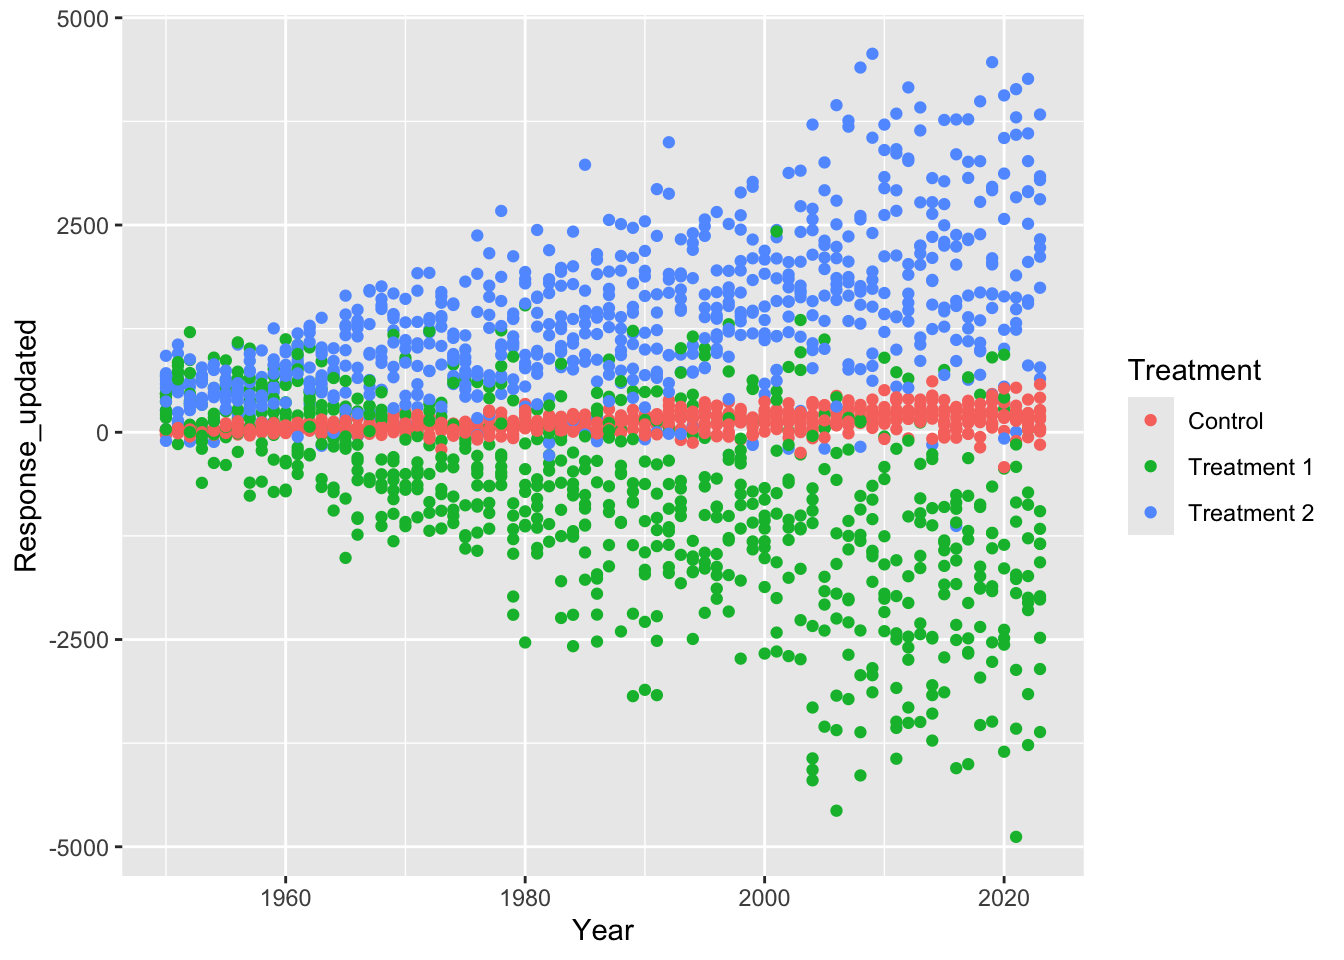 5000
2500
0
-2500
-5000
Response_updated
1960
1980
2000
2020
Year
Treatment
Control
Treatment 1
Treatment 2